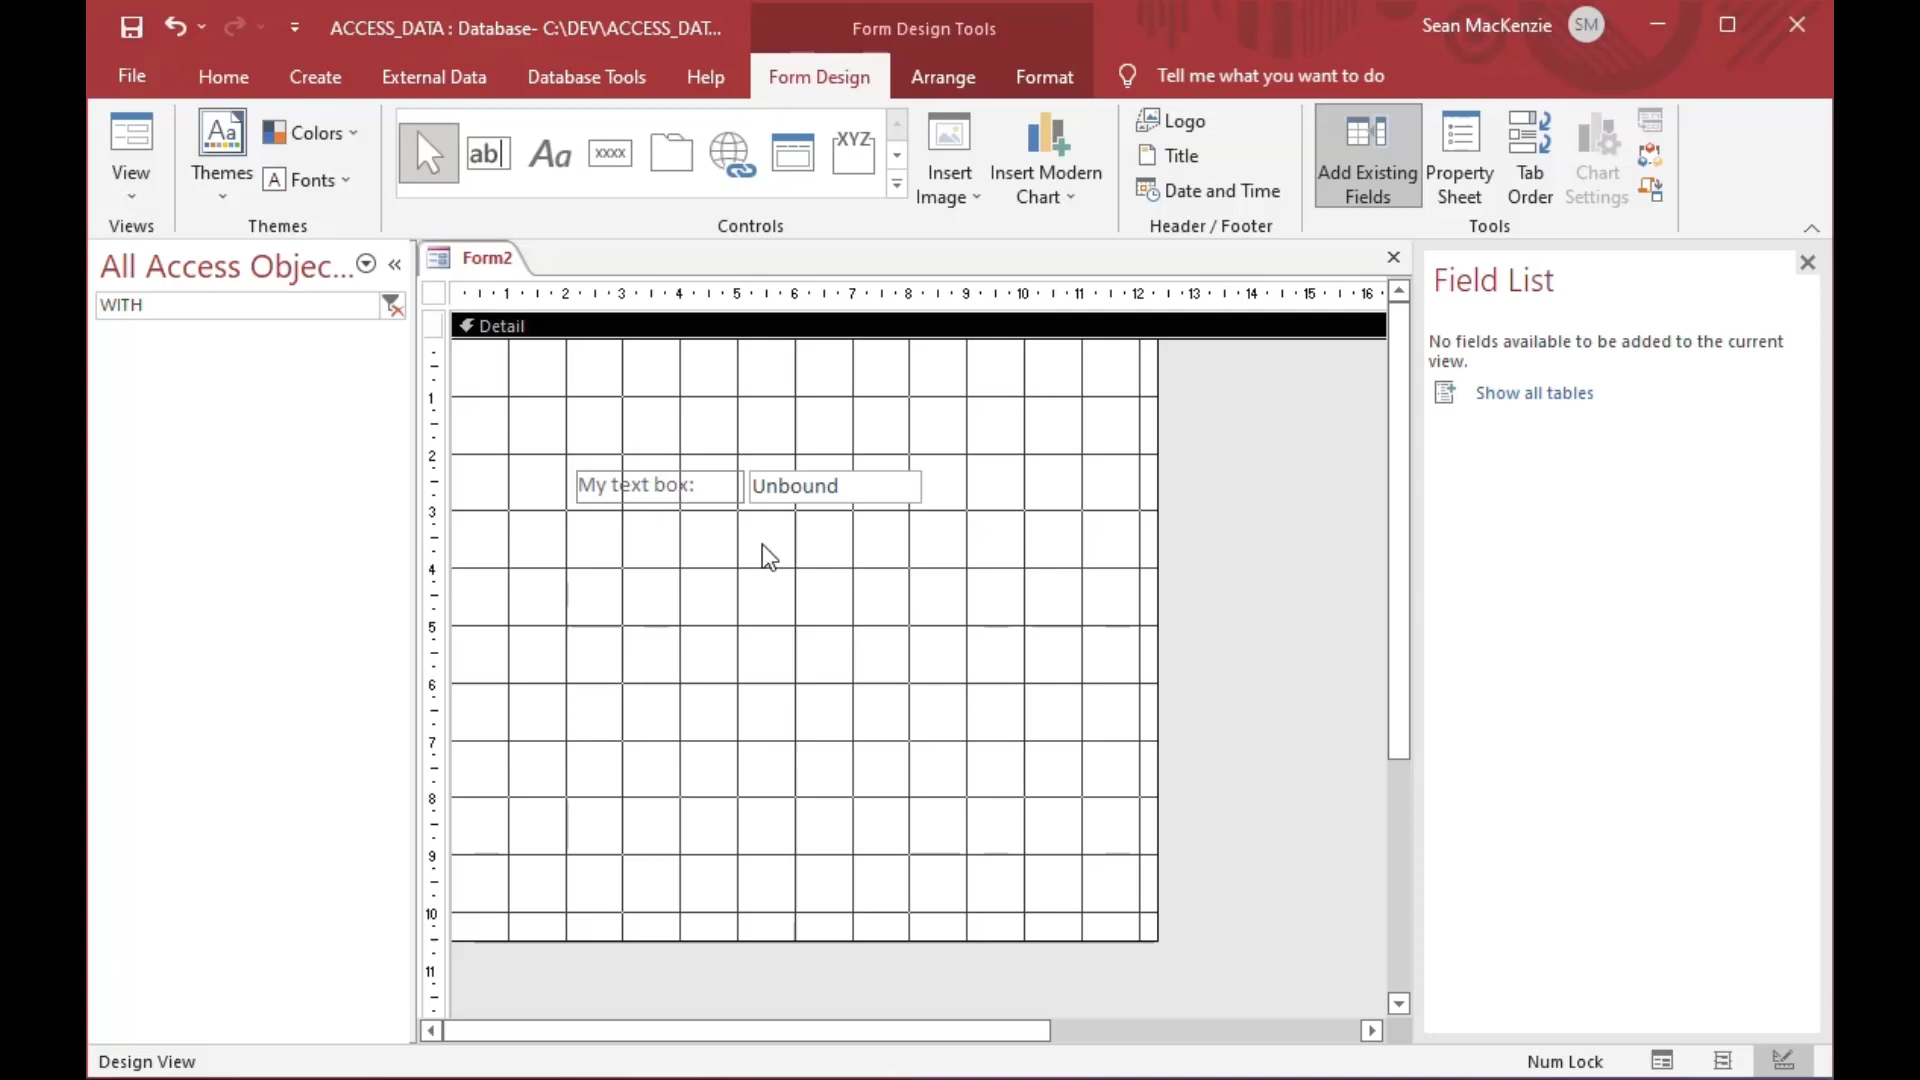 ACCESS_DATA : Database- C:\DEV\ACCESS_DAT...
Form Design Tools
Sean MacKenzie
SM
File
Home
Create
External Data
Database Tools
Help
Form Design
Arrange
Format
Tell me what you want to do
View
Views
Aa
Themes
Colors
A Fonts
Themes
ab
Aa
xxxx
XYZ
Controls
Insert
Image
Insert Modern
Chart
Logo
Title
Date and Time
Header / Footer
Add Existing
Fields
Property
Sheet
Tab
Order
Chart
Settings
Tools
All Access Objec...
«
WITH
Form2
1 2 3 4 5 6 7 8 9 10 11 12 13 14 15 16
Detail
1
2
3
4
5
6
7
8
9
10
11
My text box:
Unbound
Field List
No fields available to be added to the current
view.
Show all tables
Design View
Num Lock